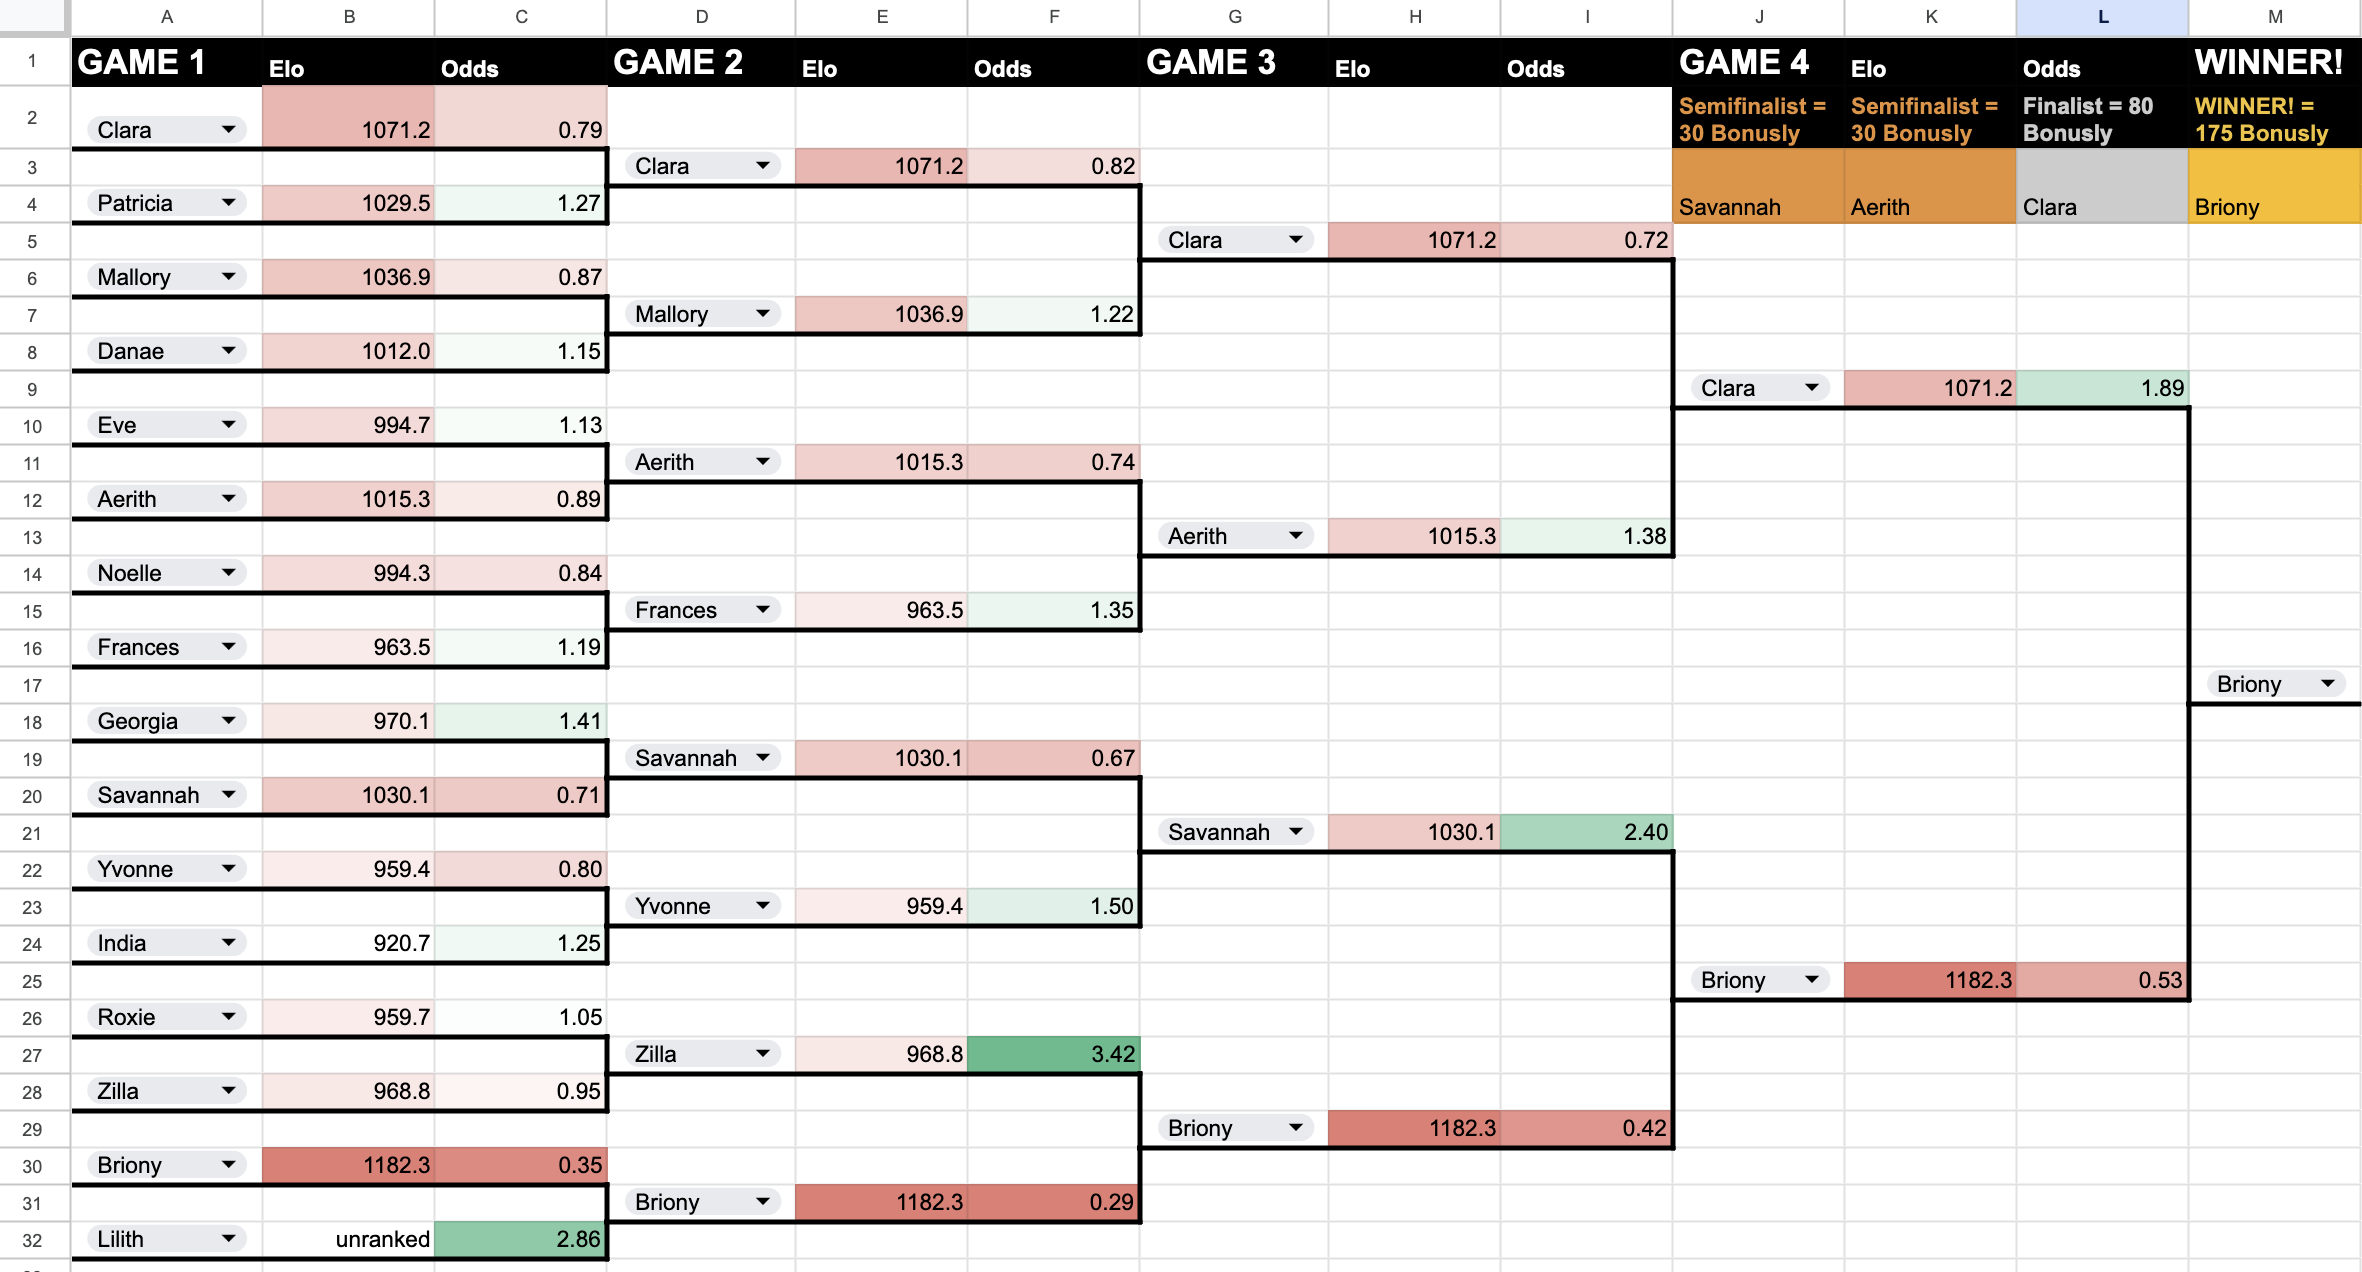 A B C D E F G H I J K L M
1 GAME 1 Elo Odds GAME 2 Elo Odds GAME 3 Elo Odds GAME 4 Elo Odds WINNER!
Semifinalist = Semifinalist = Finalist = 80 WINNER! =
2 Clara 1071.2 0.79 30 Bonusly 30 Bonusly Bonusly 175 Bonusly
3 Clara 1071.2 0.82
4 Patricia 1029.5 1.27 Savannah Aerith Clara Briony
5 Clara 1071.2 0.72
6 Mallory 1036.9 0.87
7 Mallory 1036.9 1.22
8 Danae 1012.0 1.15
9 Clara 1071.2 1.89
10 Eve 994.7 1.13
11 Aerith 1015.3 0.74
12 Aerith 1015.3 0.89
13 Aerith 1015.3 1.38
14 Noelle 994.3 0.84
15 Frances 963.5 1.35
16 Frances 963.5 1.19
17 Briony
18 Georgia 970.1 1.41
19 Savannah 1030.1 0.67
20 Savannah 1030.1 0.71
21 Savannah 1030.1 2.40
22 Yvonne 959.4 0.80
23 Yvonne 959.4 1.50
24 India 920.7 1.25
25 Briony 1182.3 0.53
26 Roxie 959.7 1.05
27 Zilla 968.8 3.42
28 Zilla 968.8 0.95
29 Briony 1182.3 0.42
30 Briony 1182.3 0.35
31 Briony 1182.3 0.29
32 Lilith unranked 2.86